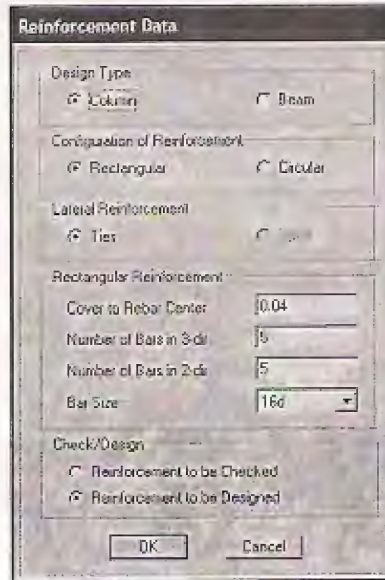 Reinforcement Data
Design Type
Column
Beam
Configuration of Reinforcement
Rectangular
Circular
Lateral Reinforcement
Ties
Rectangular Reinforcement
Cover to Rebar Center
0.04
Number of Bars in 3-dir
5
Number of Bars in 2-dir
5
Bar Size
16d
Check/Design
Reinforcement to be Checked
Reinforcement to be Designed
OK
Cancel